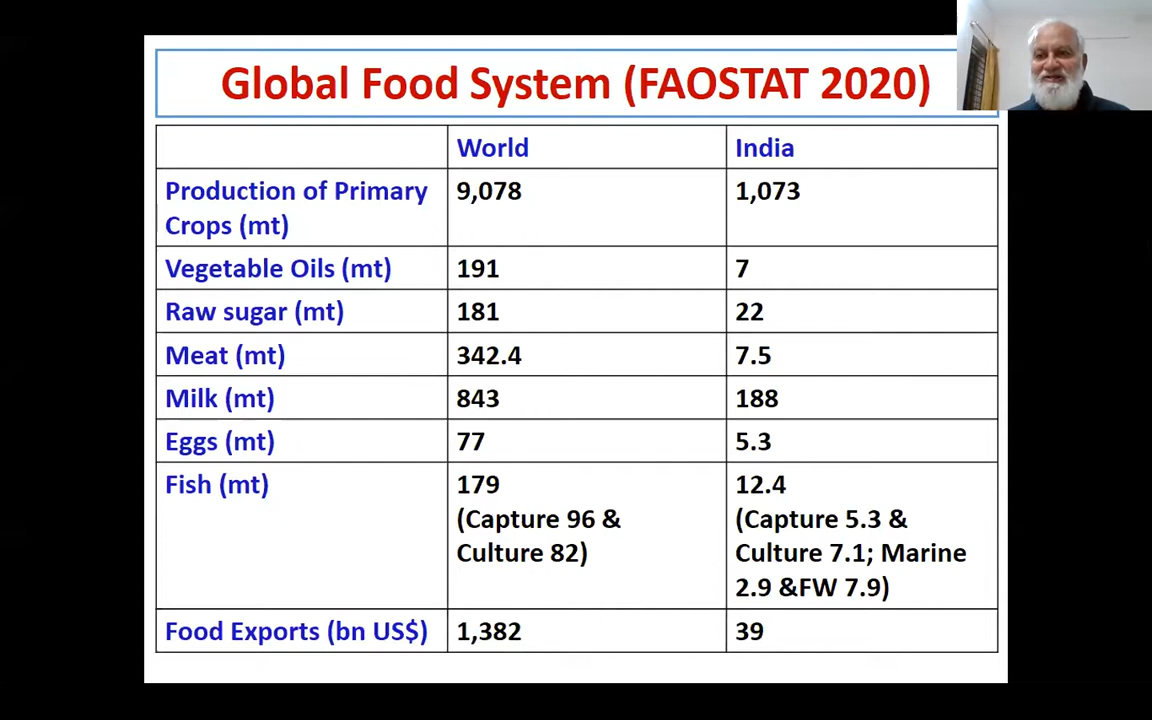 Global Food System (FAOSTAT 2020)
World India
Production of Primary 9,078 1,073
Crops (mt)
Vegetable Oils (mt) 191 7
Raw sugar (mt) 181 22
Meat (mt) 342.4 7.5
Milk (mt) 843 188
Eggs (mt) 77 5.3
Fish (mt) 179 12.4
(Capture 96 & (Capture 5.3 &
Culture 82) Culture 7.1; Marine
2.9 &FW 7.9)
Food Exports (bn US$) 1,382 39